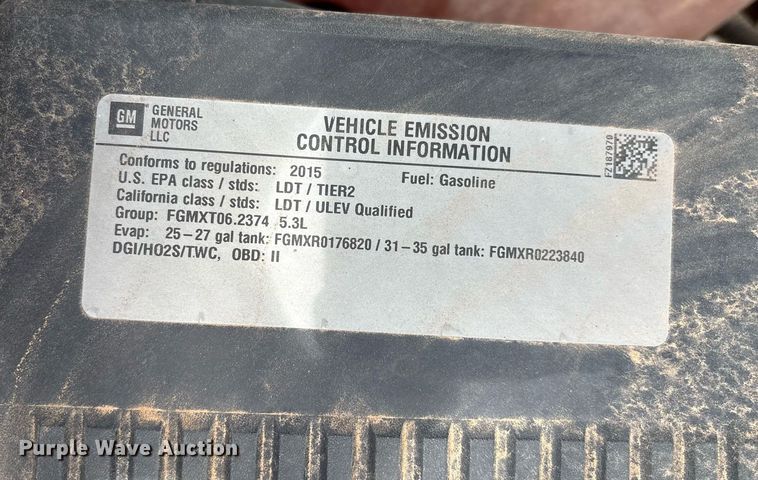 GM
GENERAL
MOTORS
LLC
VEHICLE EMISSION
CONTROL INFORMATION
FZ187970
Conforms to regulations: 2015 Fuel: Gasoline
U.S. EPA class / stds: LDT / TIER2
California class / stds: LDT / ULEV Qualified
Group: FGMXT06.2374 5.3L
Evap: 25-27 gal tank: FGMXR0176820 / 31-35 gal tank: FGMXR0223840
DGI/HO2S/TWC, OBD: II
Purple Wave Auction